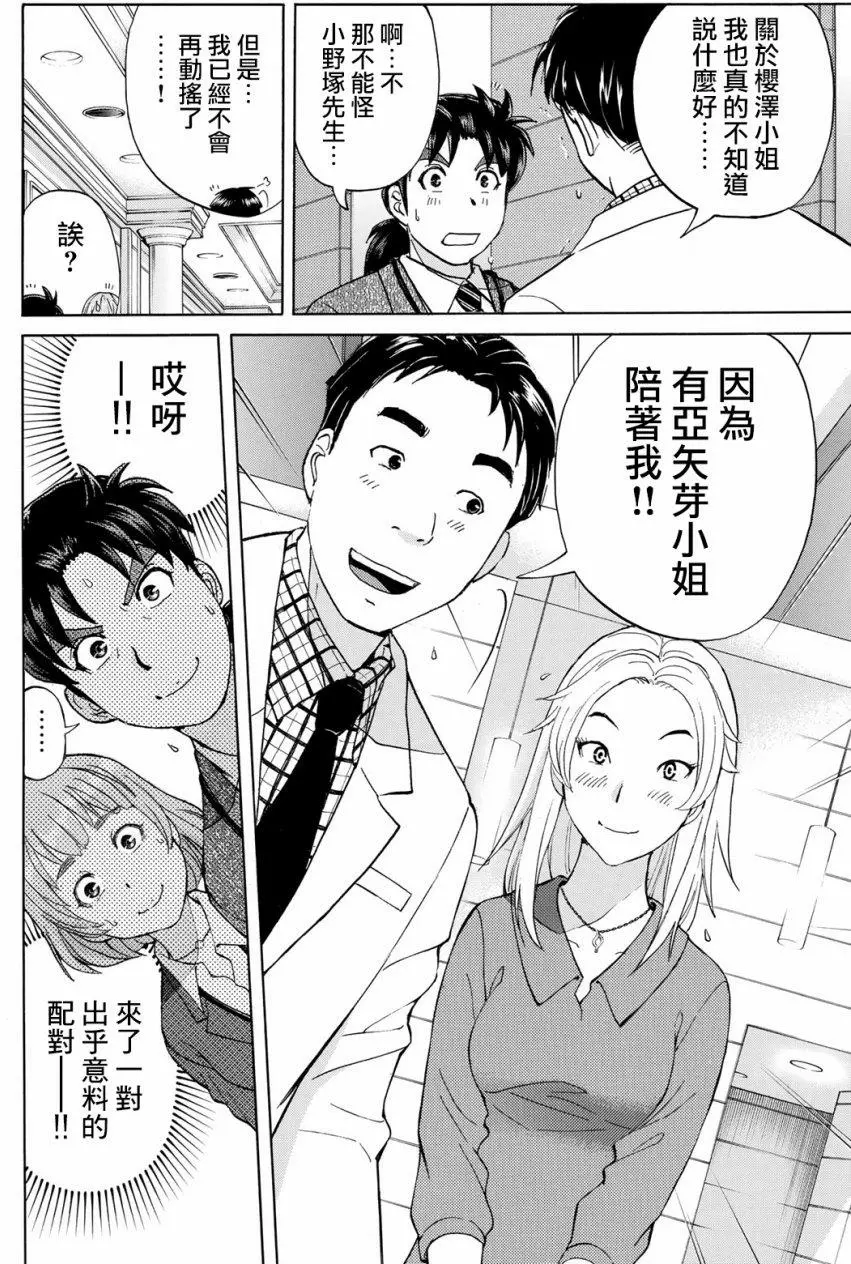 關於櫻澤小姐
我也真的不知道
說什麼好……
啊…不
那不能怪
小野塚先生…
但是…
我已經不會
再動搖了
……！
誒？
因為
有亞矢芽小姐
陪著我!!
哎呀
ー!!
……
來了一對
出乎意料的
配對——!!